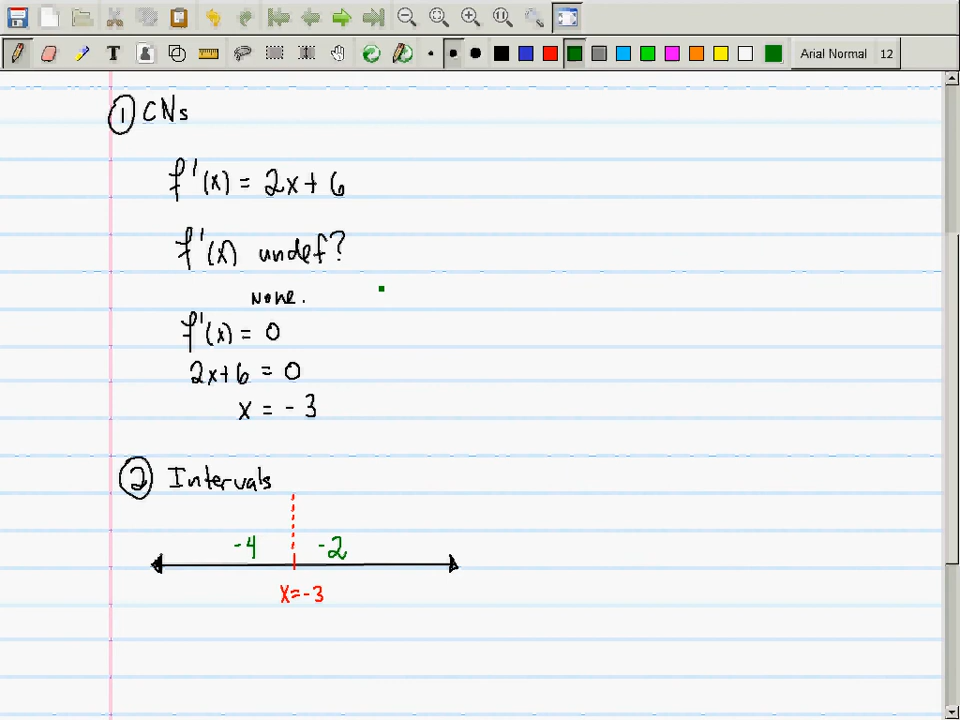 Arial Normal 12
① CNs
f'(x) = 2x + 6
f'(x) undef?
None.
f'(x) = 0
2x + 6 = 0
x = -3
② Intervals
-4 -2
x = -3